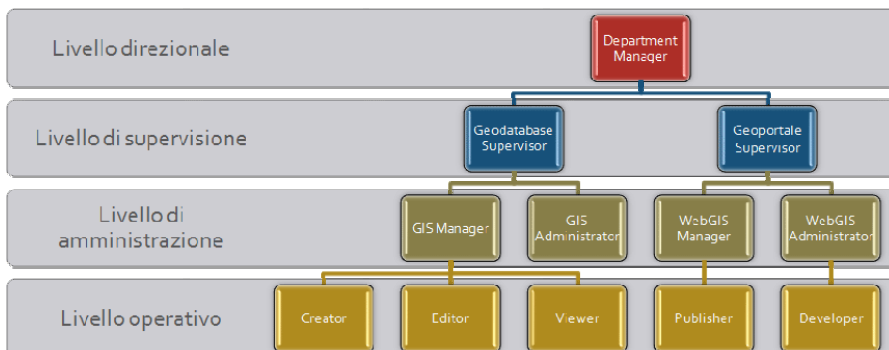 Livello direzionale
Department
Manager
Livello di supervisione
Geodatabase
Supervisor
Geoportale
Supervisor
Livello di
amministrazione
GIS Manager
GIS
Administrator
WebGIS
Manager
WebGIS
Administrator
Livello operativo
Creator
Editor
Viewer
Publisher
Developer